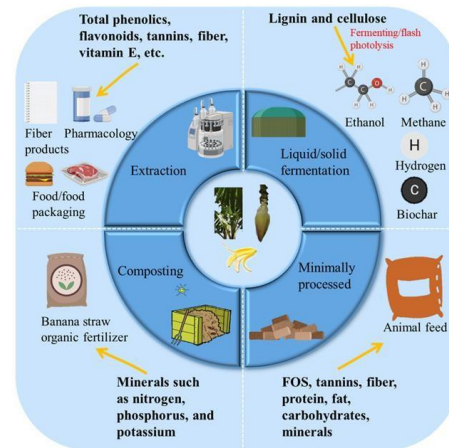 Total phenolics,
flavonoids, tannins, fiber,
vitamin E, etc.
Lignin and cellulose
Fermenting/flash
photolysis
Fiber
products
Pharmacology
Food/food
packaging
Extraction
Liquid/solid
fermentation
Ethanol
Methane
H
Hydrogen
C
Biochar
Composting
Minimally
processed
Banana straw
organic fertilizer
Animal feed
Minerals such
as nitrogen,
phosphorus, and
potassium
FOS, tannins, fiber,
protein, fat,
carbohydrates,
minerals